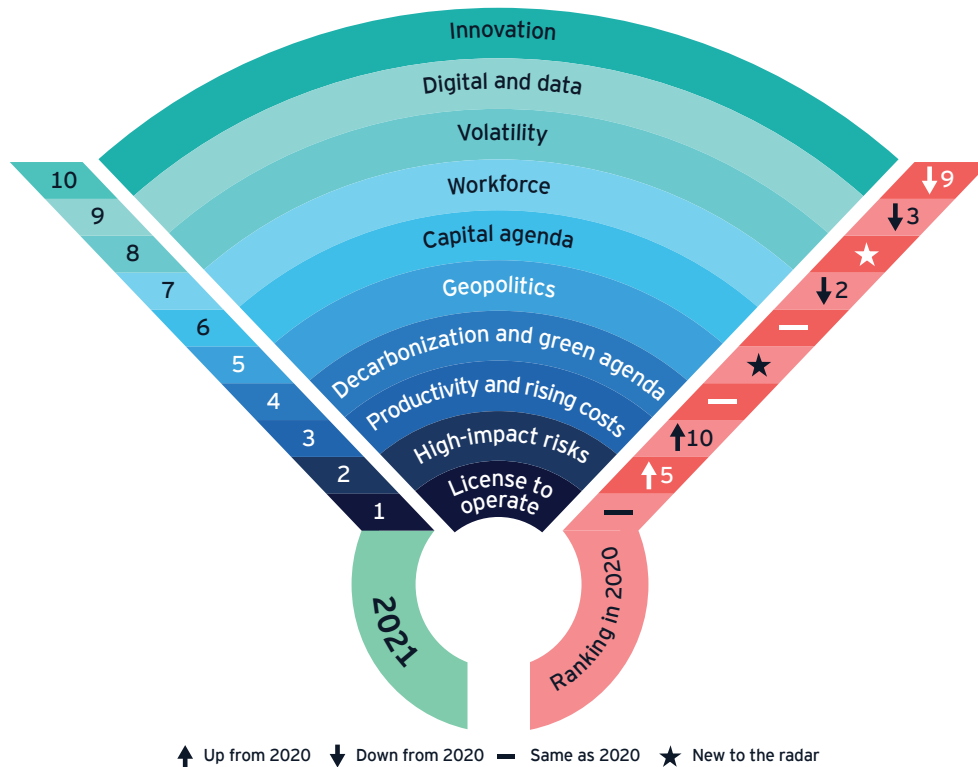 Innovation
Digital and data
Volatility
Workforce
Capital agenda
Geopolitics
Decarbonization and green agenda
Productivity and rising costs
High-impact risks
License to
operate
10
9
8
7
6
5
4
3
2
1
2021
9
3
2
10
5
Ranking in 2020
Up from 2020
Down from 2020
Same as 2020
New to the radar